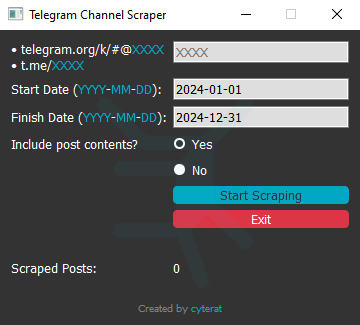 Telegram Channel Scraper
• telegram.org/k/#@XXXX
XXXX
• t.me/XXXX
Start Date (YYYY-MM-DD): 2024-01-01
Finish Date (YYYY-MM-DD): 2024-12-31
Include post contents? Yes
No
Start Scraping
Exit
Scraped Posts: 0
Created by cyterat